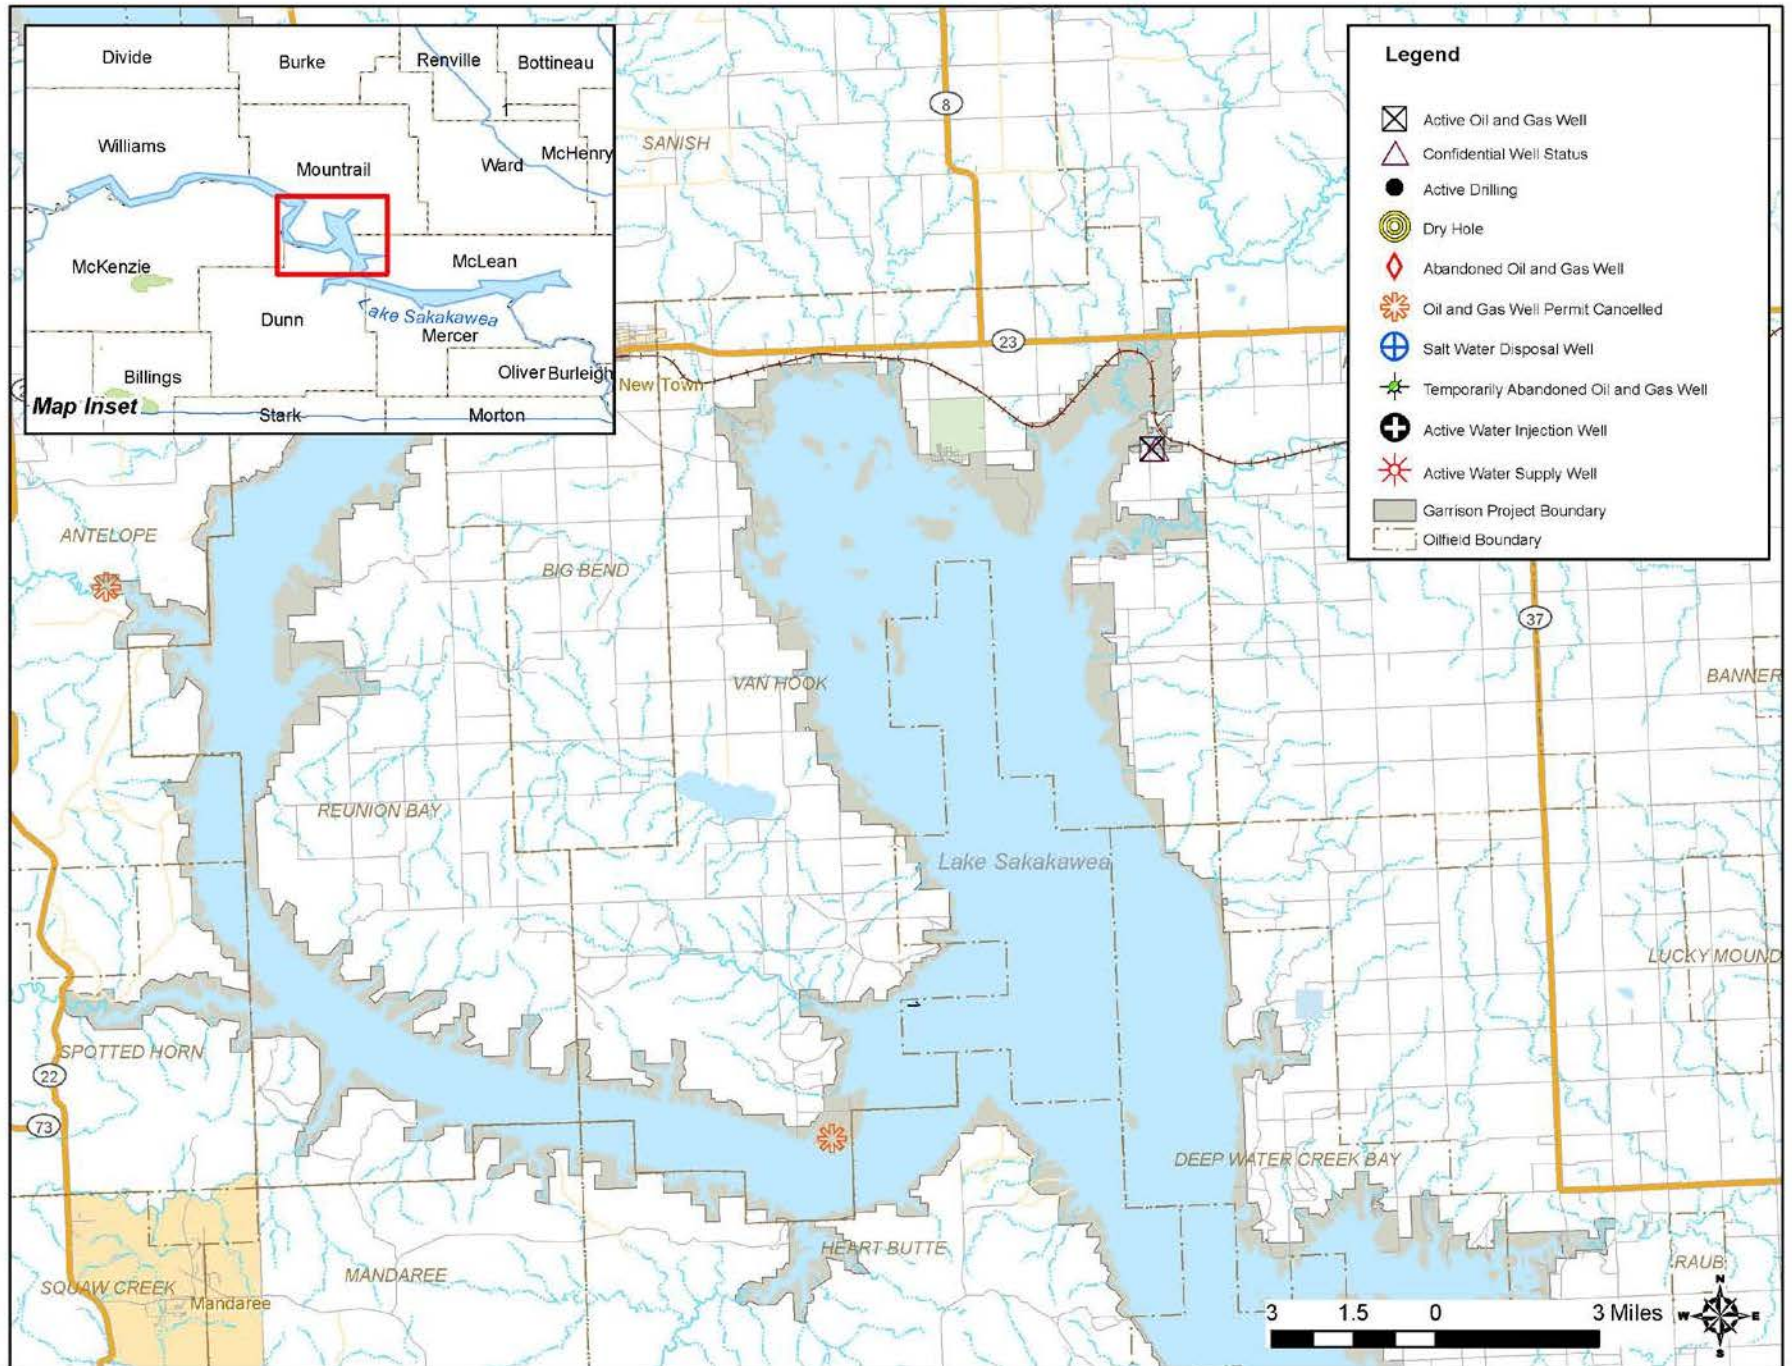 Divide
Burke
Renville
Bottineau
Williams
Mountrail
Ward
McHenry
McKenzie
McLean
Dunn
Lake Sakakawea
Mercer
Billings
Oliver
Burleigh
Map Inset
Stark
Morton
Legend
Active Oil and Gas Well
Confidential Well Status
Active Drilling
Dry Hole
Abandoned Oil and Gas Well
Oil and Gas Well Permit Cancelled
Salt Water Disposal Well
Temporarily Abandoned Oil and Gas Well
Active Water Injection Well
Active Water Supply Well
Garrison Project Boundary
Oilfield Boundary
SANISH
8
23
New Town
ANTELOPE
BIG BEND
37
VAN HOOK
BANNER
REUNION BAY
Lake Sakakawea
LUCKY MOUND
SPOTTED HORN
22
73
DEEP WATER CREEK BAY
HEART BUTTE
RAUB
SQUAW CREEK
MANDAREE
Mandaree
3 1.5 0 3 Miles
N
W E
S